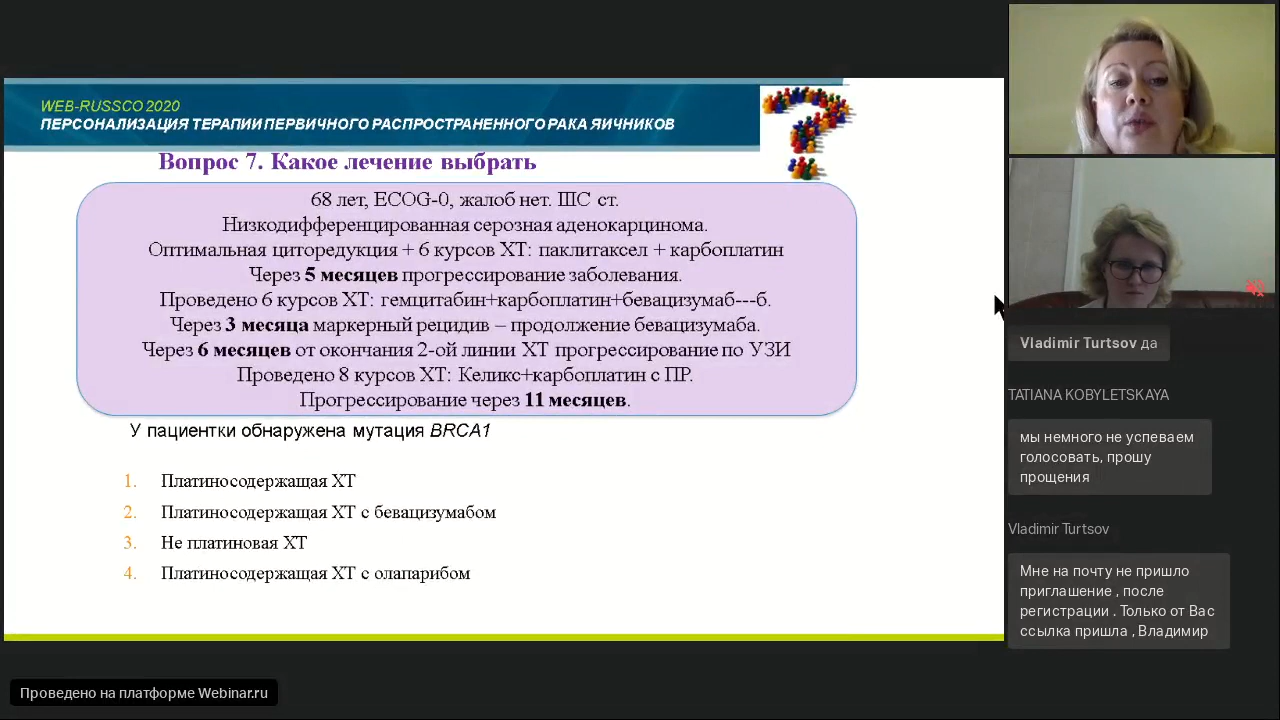 WEB-RUSSCO 2020
ПЕРСОНАЛИЗАЦИЯ ТЕРАПИИ ПЕРВИЧНОГО РАСПРОСТРАНЕННОГО РАКА ЯИЧНИКОВ
Вопрос 7. Какое лечение выбрать
68 лет, ECOG-0, жалоб нет. IIIC ст.
Низкодифференцированная серозная аденокарцинома.
Оптимальная циторедукция + 6 курсов ХТ: паклитаксел + карбоплатин
Через 5 месяцев прогрессирование заболевания.
Проведено 6 курсов ХТ: гемцитабин+карбоплатин+бевацизумаб---б.
Через 3 месяца маркерный рецидив – продолжение бевацизумаба.
Через 6 месяцев от окончания 2-ой линии ХТ прогрессирование по УЗИ
Проведено 8 курсов ХТ: Келикс+карбоплатин с ПР.
Прогрессирование через 11 месяцев.
У пациентки обнаружена мутация BRCA1
1. Платиносодержащая ХТ
2. Платиносодержащая ХТ с бевацизумабом
3. Не платиновая ХТ
4. Платиносодержащая ХТ с олапарибом
Vladimir Turtsov да
TATIANA KOBYLETSKAYA
мы немного не успеваем
голосовать, прошу
прощения
Vladimir Turtsov
Мне на почту не пришло
приглашение , после
регистрации . Только от Вас
ссылка пришла , Владимир
Проведено на платформе Webinar.ru